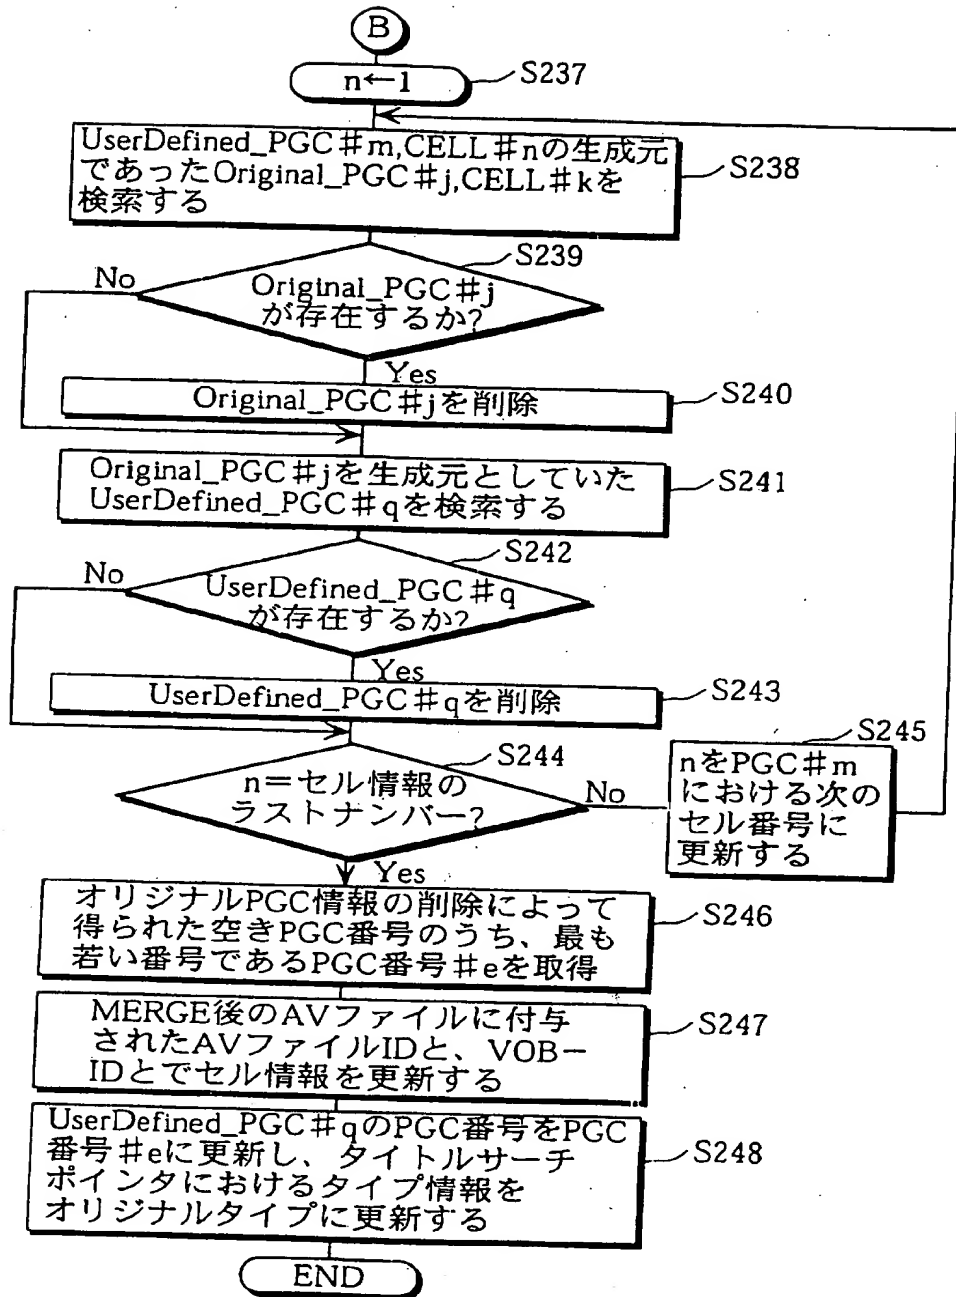 B
n←1
S237
UserDefined_PGC#m,CELL#nの生成元
であったOriginal_PGC#j,CELL#kを
検索する
S238
S239
No
Original_PGC#j
が存在するか?
Yes
Original_PGC#jを削除
S240
Original_PGC#jを生成元としていた
UserDefined_PGC#qを検索する
S241
S242
No
UserDefined_PGC#q
が存在するか?
Yes
UserDefined_PGC#qを削除
S243
S244
n=セル情報の
ラストナンバー?
No
S245
nをPGC#m
における次の
セル番号に
更新する
Yes
オリジナルPGC情報の削除によって
得られた空きPGC番号のうち、最も
若い番号であるPGC番号#eを取得
S246
MERGE後のAVファイルに付与
されたAVファイルIDと、VOB-
IDとでセル情報を更新する
S247
UserDefined_PGC#qのPGC番号をPGC
番号#eに更新し、タイトルサーチ
ポインタにおけるタイプ情報を
オリジナルタイプに更新する
S248
END